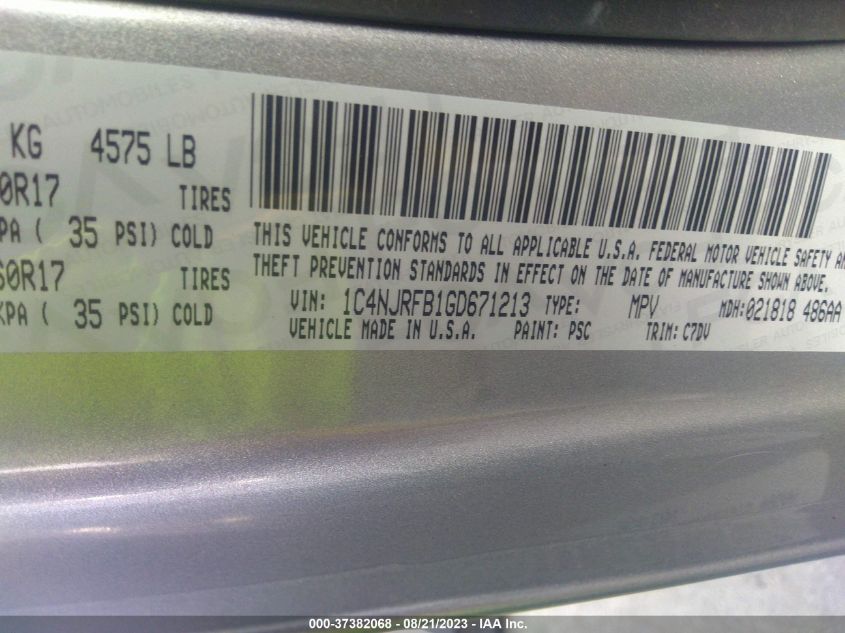 KG 4575 LB
0R17 TIRES
PA ( 35 PSI) COLD
60R17 TIRES
KPA ( 35 PSI) COLD
THIS VEHICLE CONFORMS TO ALL APPLICABLE U.S.A. FEDERAL MOTOR VEHICLE SAFETY AN
THEFT PREVENTION STANDARDS IN EFFECT ON THE DATE OF MANUFACTURE SHOWN ABOVE.
VIN: 1C4NJRFB1GD671213 TYPE: MPV MDH:021818 486AA
VEHICLE MADE IN U.S.A. PAINT: PSC TRIM: C7DV
000-37382068 - 08/21/2023 - © IAA Inc.